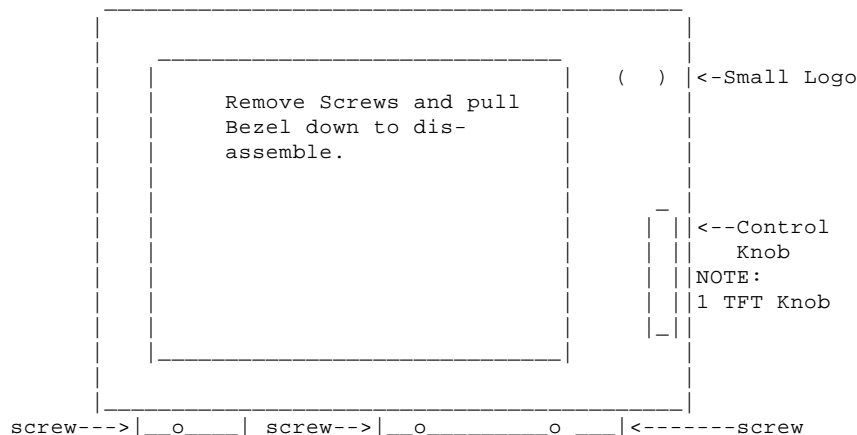 ( ) <-Small Logo
Remove Screws and pull
Bezel down to dis-
assemble.
<--Control
Knob
NOTE:
1 TFT Knob
screw---> o screw--> o o <-------screw